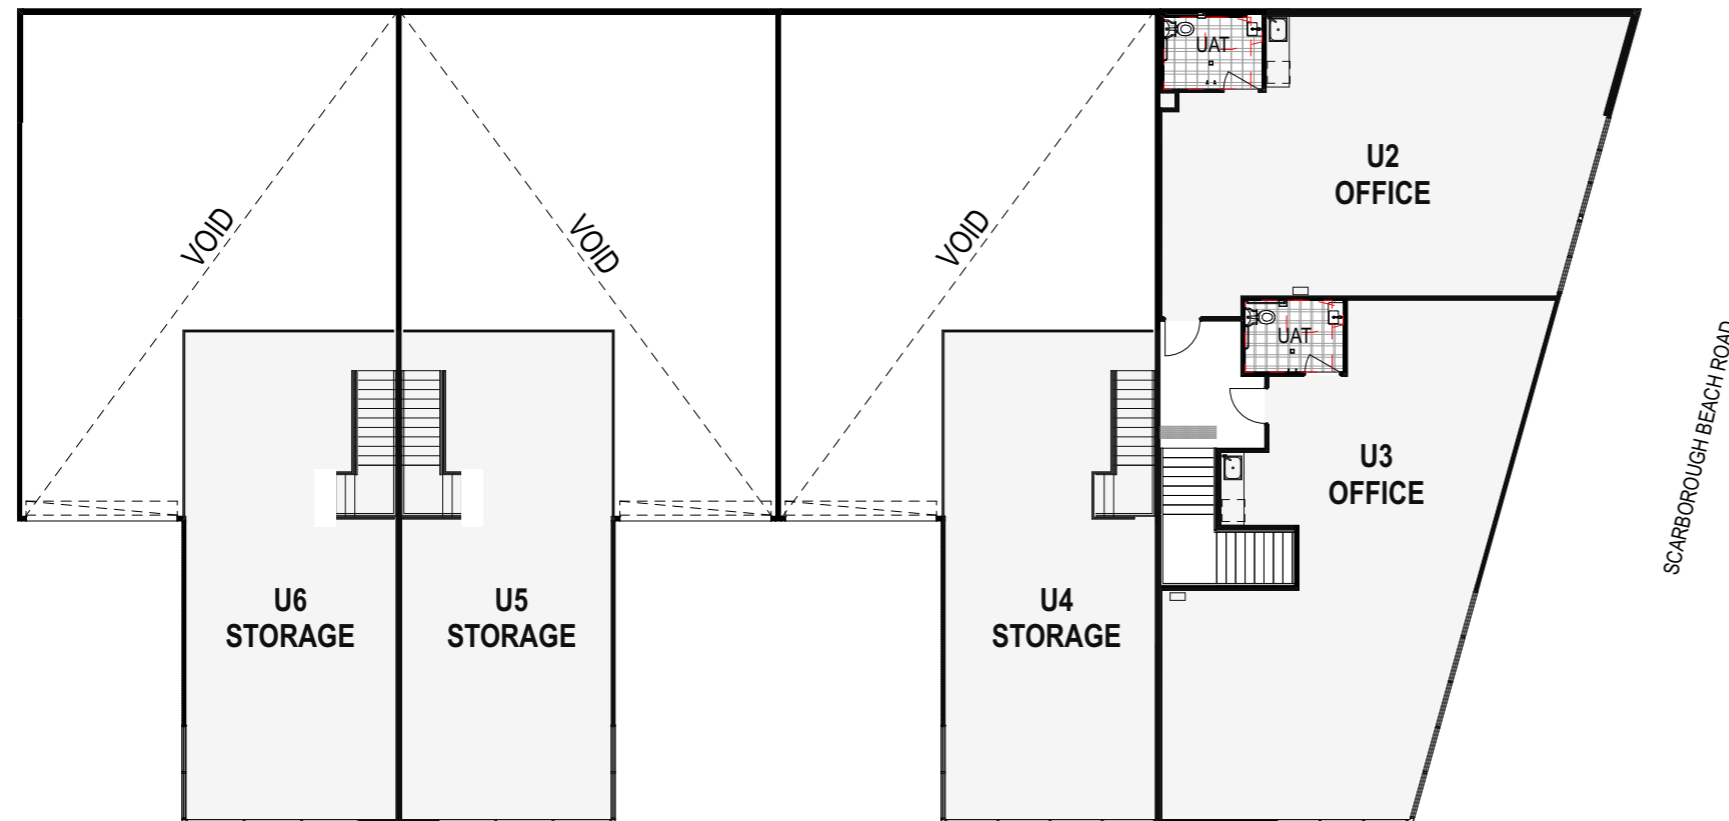 UAT
U2
OFFICE
VOID
VOID
VOID
UAT
SCARBOROUGH BEACH ROAD
U3
OFFICE
U6
STORAGE
U5
STORAGE
U4
STORAGE